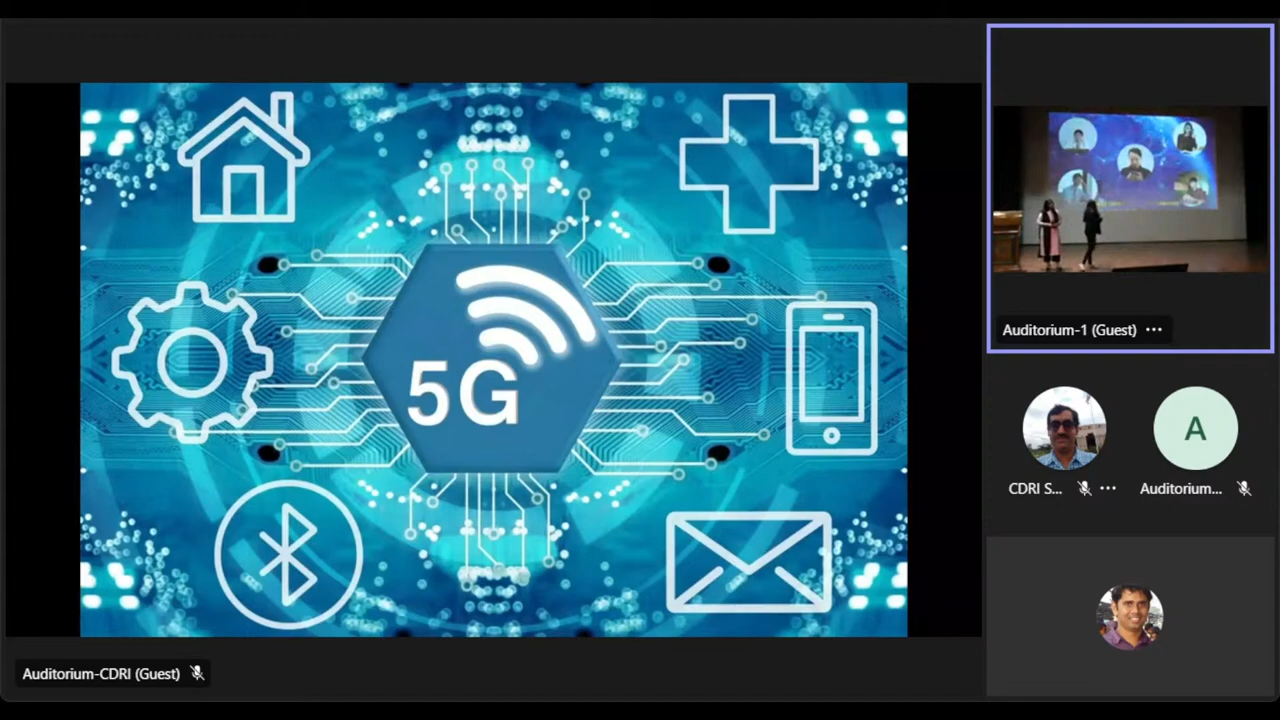 5G
Auditorium-CDRI (Guest)
Auditorium-1 (Guest) ···
CDRI S... ···
A
Auditorium...